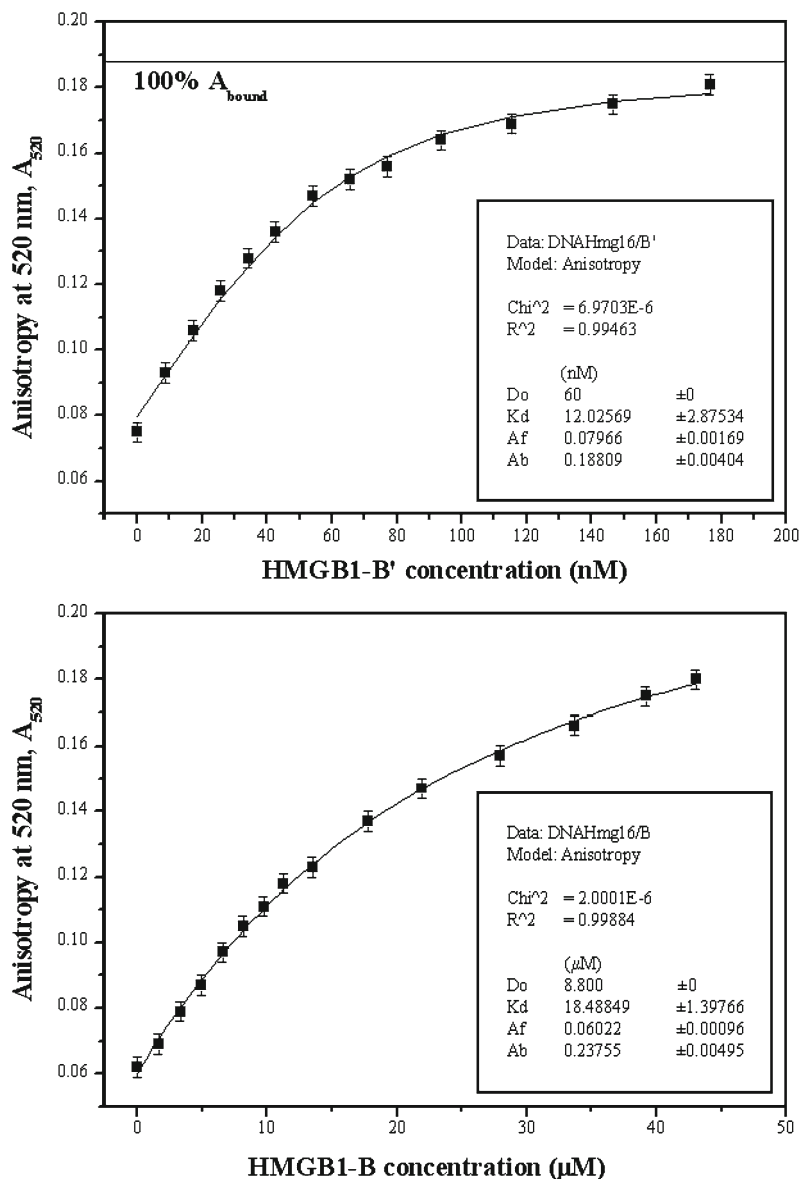 0.20
0.18
0.16
0.14
0.12
0.10
0.08
0.06
Anisotropy at 520 nm, A520
100% Abound
Data: DNAHmg16/B'
Model: Anisotropy
Chi^2 = 6.9703E-6
R^2 = 0.99463
(nM)
Do 60 ±0
Kd 12.02569 ±2.87534
Af 0.07966 ±0.00169
Ab 0.18809 ±0.00404
0 20 40 60 80 100 120 140 160 180 200
HMGB1-B' concentration (nM)
0.20
0.18
0.16
0.14
0.12
0.10
0.08
0.06
Anisotropy at 520 nm, A520
Data: DNAHmg16/B
Model: Anisotropy
Chi^2 = 2.0001E-6
R^2 = 0.99884
(μM)
Do 8.800 ±0
Kd 18.48849 ±1.39766
Af 0.06022 ±0.00096
Ab 0.23755 ±0.00495
0 10 20 30 40 50
HMGB1-B concentration (μM)